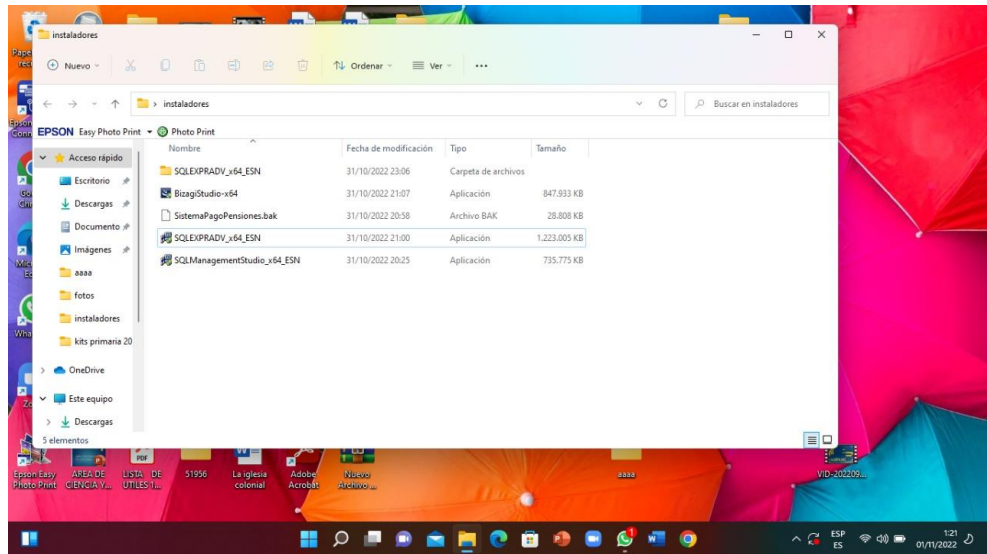 instaladores
Nuevo
Ordenar
Ver
instaladores
Buscar en instaladores
EPSON Easy Photo Print
Photo Print
Nombre Fecha de modificación Tipo Tamaño
Acceso rápido
Escritorio
Descargas
Documento
Imágenes
aaaa
fotos
instaladores
kits primaria 20
OneDrive
Este equipo
Descargas
SQLEXPRADV_x64_ESN 31/10/2022 23:06 Carpeta de archivos
BizagiStudio-x64 31/10/2022 21:07 Aplicación 847.933 KB
SistemaPagoPensiones.bak 31/10/2022 20:58 Archivo BAK 28.808 KB
SQLEXPRADV_x64_ESN 31/10/2022 21:00 Aplicación 1.223.005 KB
SQLManagementStudio_x64_ESN 31/10/2022 20:25 Aplicación 735.775 KB
5 elementos
Epson Easy
Photo Print
AREA DE
CIENCIA Y...
PDF
LISTA DE
UTILES 1...
51956
La iglesia
colonial
Adobe
Acrobat
Nuevo
Archivo ...
aaaa
VID-202209...
ESP
ES
1:21
01/11/2022